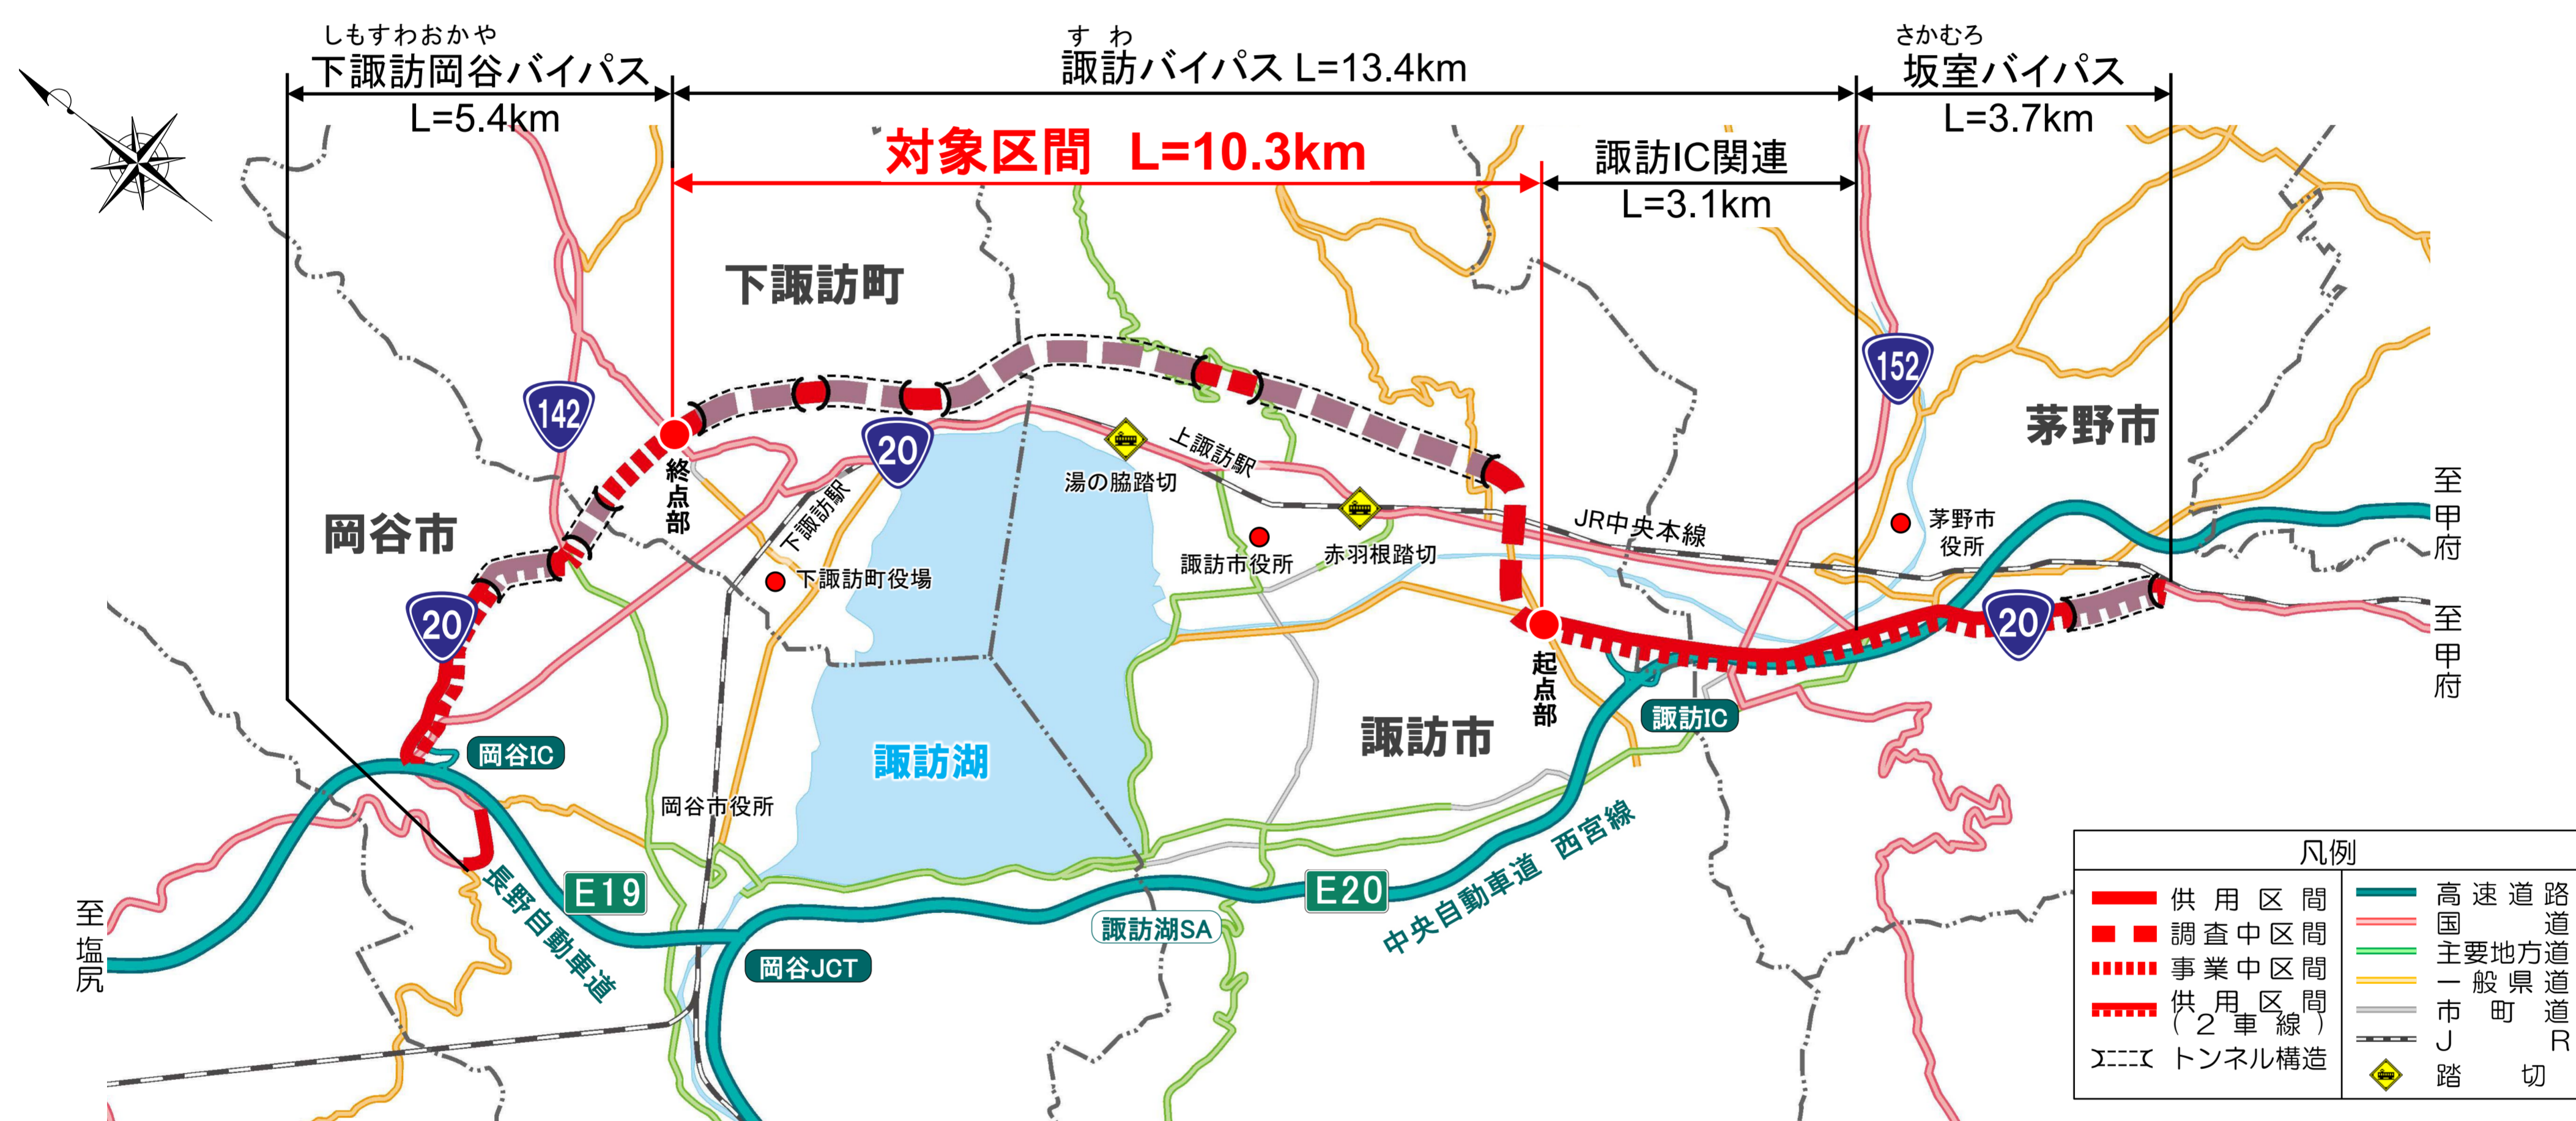 しもすわおかや
下諏訪岡谷バイパス
L=5.4km
すわ
諏訪バイパス L=13.4km
さかむろ
坂室バイパス
L=3.7km
対象区間 L=10.3km
諏訪IC関連
L=3.1km
下諏訪町
142
152
茅野市
20
上諏訪駅
湯の脇踏切
終点部
下諏訪駅
岡谷市
JR中央本線
茅野市
役所
至甲府
諏訪市役所
赤羽根踏切
下諏訪町役場
20
20
至甲府
起点部
諏訪IC
諏訪市
岡谷IC
諏訪湖
岡谷市役所
長野自動車道
E19
E20
中央自動車道 西宮線
諏訪湖SA
至塩尻
岡谷JCT
凡例
供用区間
調査中区間
事業中区間
供用区間
(2車線)
トンネル構造
高速道路
国道
主要地方道
一般県道
市町道
JR
踏切